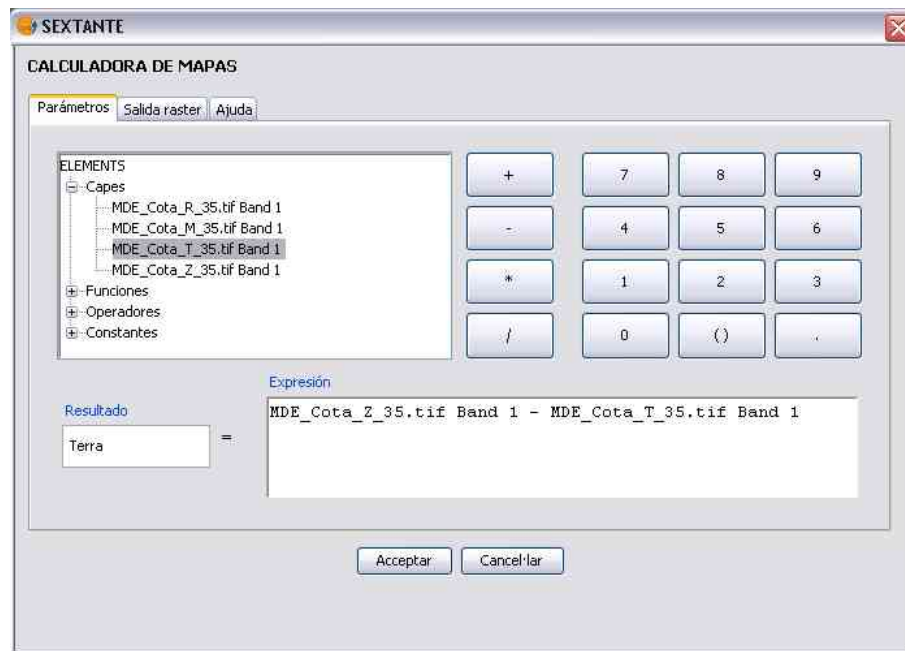 SEXTANTE
CALCULADORA DE MAPAS
Parámetros Salida raster Ajuda
ELEMENTS
Capes
MDE_Cota_R_35.tif Band 1
MDE_Cota_M_35.tif Band 1
MDE_Cota_T_35.tif Band 1
MDE_Cota_Z_35.tif Band 1
Funciones
Operadores
Constantes
+ 7 8 9
- 4 5 6
* 1 2 3
/ 0 () .
Expresión
MDE_Cota_Z_35.tif Band 1 - MDE_Cota_T_35.tif Band 1
Resultado
Terra =
Acceptar Cancel·lar